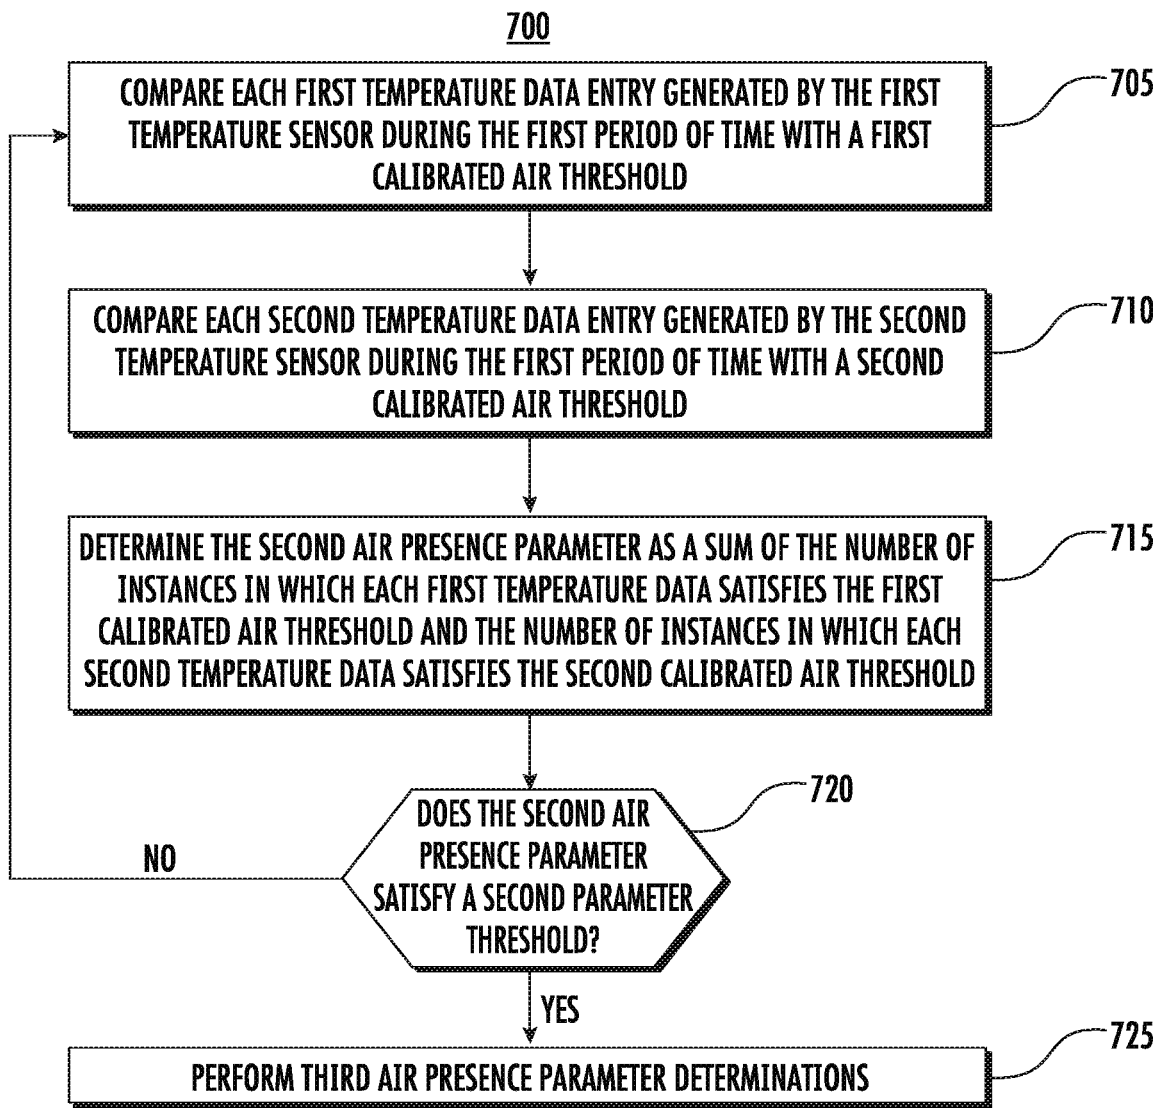 700
COMPARE EACH FIRST TEMPERATURE DATA ENTRY GENERATED BY THE FIRST
TEMPERATURE SENSOR DURING THE FIRST PERIOD OF TIME WITH A FIRST
CALIBRATED AIR THRESHOLD
705
COMPARE EACH SECOND TEMPERATURE DATA ENTRY GENERATED BY THE SECOND
TEMPERATURE SENSOR DURING THE FIRST PERIOD OF TIME WITH A SECOND
CALIBRATED AIR THRESHOLD
710
DETERMINE THE SECOND AIR PRESENCE PARAMETER AS A SUM OF THE NUMBER OF
INSTANCES IN WHICH EACH FIRST TEMPERATURE DATA SATISFIES THE FIRST
CALIBRATED AIR THRESHOLD AND THE NUMBER OF INSTANCES IN WHICH EACH
SECOND TEMPERATURE DATA SATISFIES THE SECOND CALIBRATED AIR THRESHOLD
715
DOES THE SECOND AIR
PRESENCE PARAMETER
SATISFY A SECOND PARAMETER
THRESHOLD?
720
NO
YES
PERFORM THIRD AIR PRESENCE PARAMETER DETERMINATIONS
725